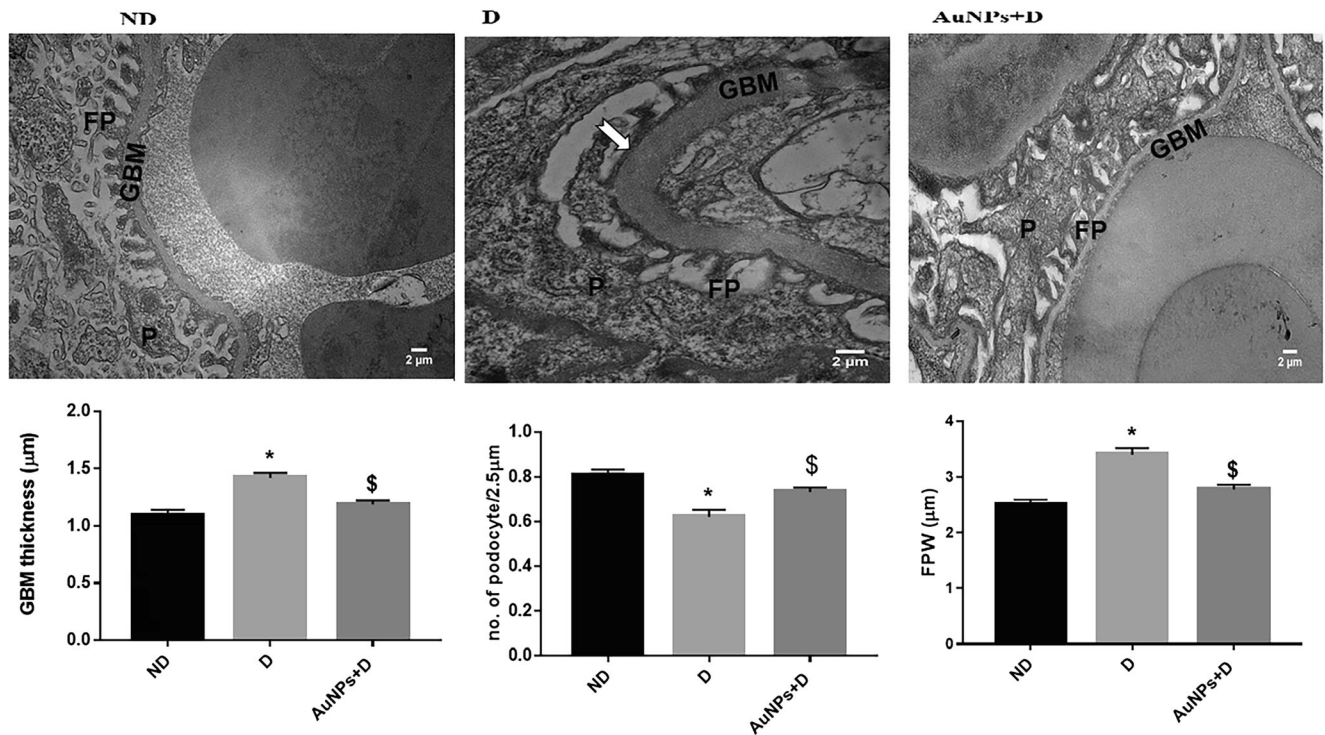 ND
D
AuNPs+D
FP
GBM
P
2 µm
GBM
P
FP
2 µm
GBM
P
FP
2 µm
GBM thickness (µm)
2.0
1.5
1.0
0.5
0.0
*
$
ND
D
AuNPs+D
no. of podocyte/2.5µm
1.0
0.8
0.6
0.4
0.2
0.0
*
$
ND
D
AuNPs+D
FPW (µm)
4
3
2
1
0
*
$
ND
D
AuNPs+D